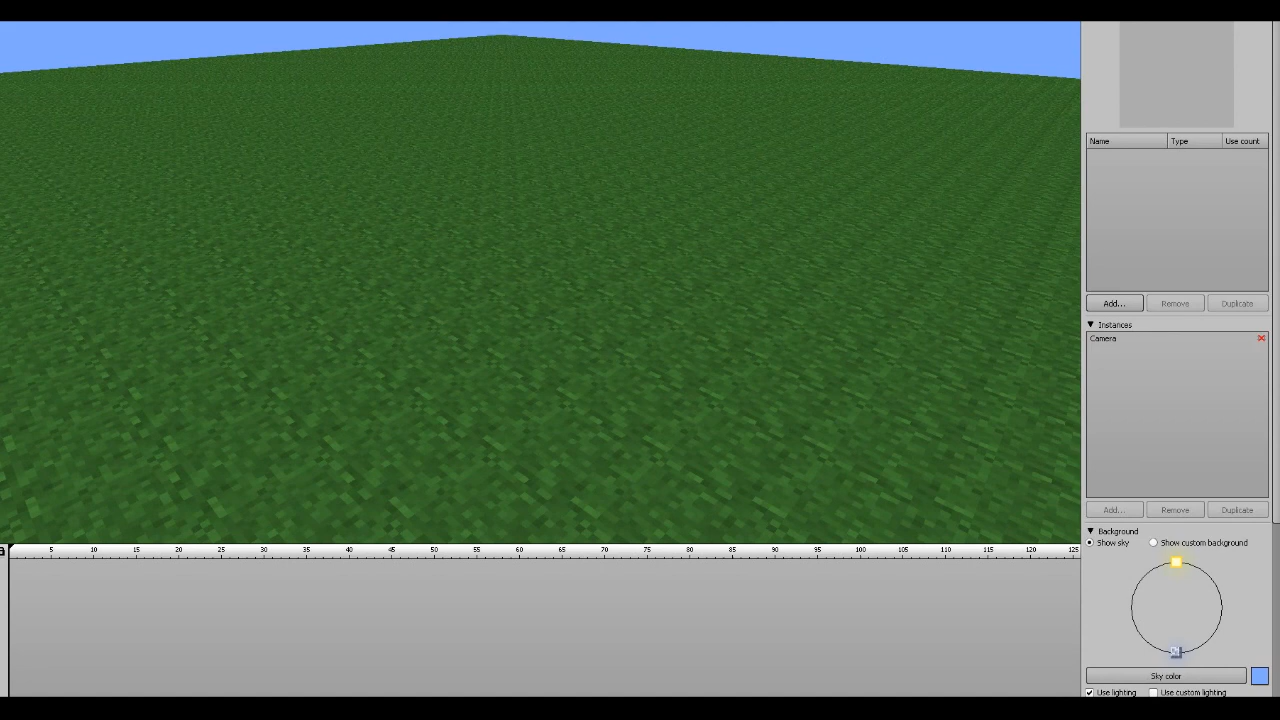 Name Type Use count
Add... Remove Duplicate
Instances
Camera
Add... Remove Duplicate
Background
Show sky Show custom background
Sky color
Use lighting Use custom lighting
a 5 10 15 20 25 30 35 40 45 50 55 60 65 70 75 80 85 90 95 100 105 110 115 120 125